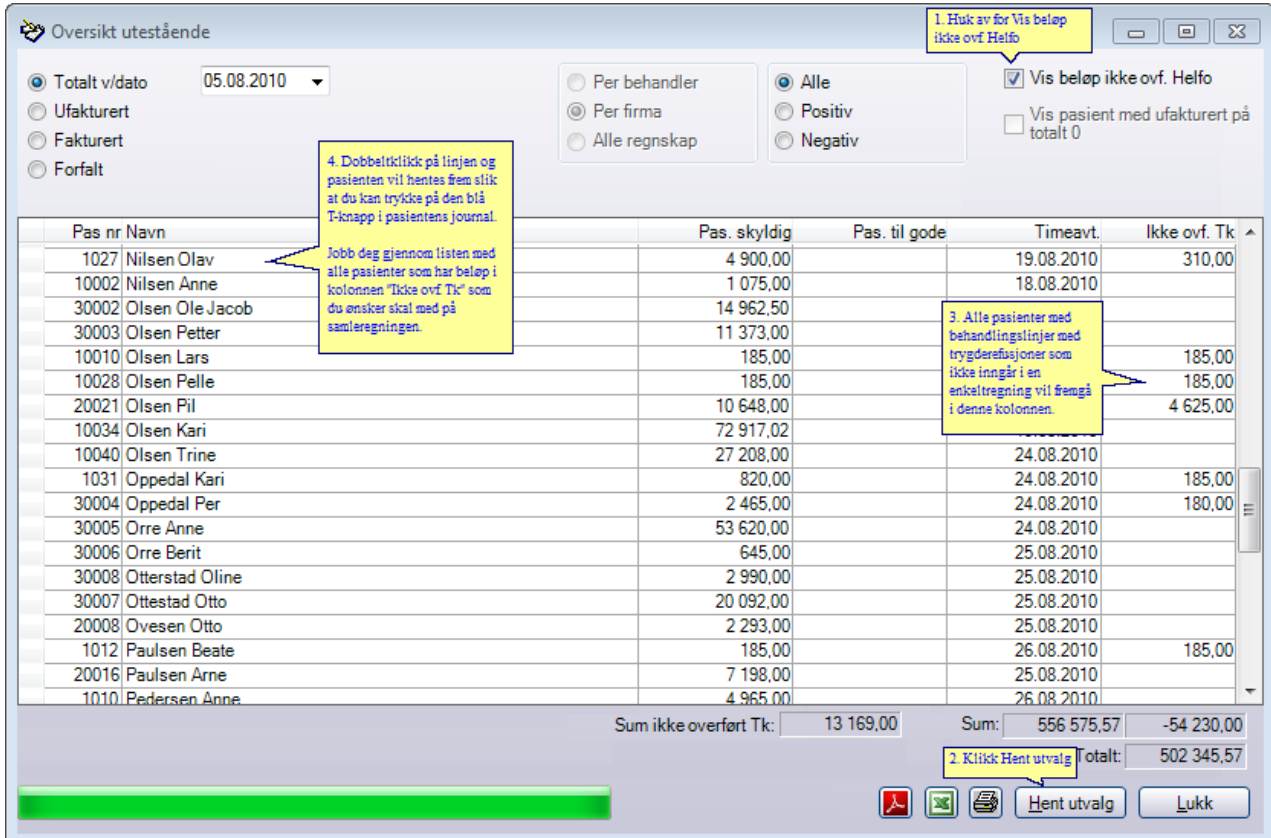 Oversikt utestående
1. Huk av for Vis beløp
ikke ovf. Helfo
Totalt v/dato 05.08.2010
Ufakturert
Fakturert
Forfalt
Per behandler
Per firma
Alle regnskap
Alle
Positiv
Negativ
Vis beløp ikke ovf. Helfo
Vis pasient med ufakturert på
totalt 0
4. Dobbeltklikk på linjen og
pasienten vil hentes frem slik
at du kan trykke på den blå
T-knapp i pasientens journal.
Jobb deg gjennom listen med
alle pasienter som har beløp i
kolonnen "Ikke ovf. Tk" som
du ønsker skal med på
samleregningen.
3. Alle pasienter med
behandlingslinjer med
trygderefusjoner som
ikke inngår i en
enkeltregning vil fremgå
i denne kolonnen.
Pas nr Navn Pas. skyldig Pas. til gode Timeavt. Ikke ovf. Tk
1027 Nilsen Olav 4 900,00 19.08.2010 310,00
10002 Nilsen Anne 1 075,00 18.08.2010
30002 Olsen Ole Jacob 14 962,50
30003 Olsen Petter 11 373,00
10010 Olsen Lars 185,00 185,00
10028 Olsen Pelle 185,00 185,00
20021 Olsen Pil 10 648,00 4 625,00
10034 Olsen Kari 72 917,02
10040 Olsen Trine 27 208,00 24.08.2010
1031 Oppedal Kari 820,00 24.08.2010 185,00
30004 Oppedal Per 2 465,00 24.08.2010 180,00
30005 Orre Anne 53 620,00 24.08.2010
30006 Orre Berit 645,00 25.08.2010
30008 Otterstad Oline 2 990,00 25.08.2010
30007 Ottestad Otto 20 092,00 25.08.2010
20008 Ovesen Otto 2 293,00 25.08.2010
1012 Paulsen Beate 185,00 26.08.2010 185,00
20016 Paulsen Arne 7 198,00 25.08.2010
1010 Pedersen Anne 4 965,00 26.08.2010
Sum ikke overført Tk: 13 169,00 Sum: 556 575,57 -54 230,00
2. Klikk Hent utvalg
Totalt: 502 345,57
Hent utvalg Lukk